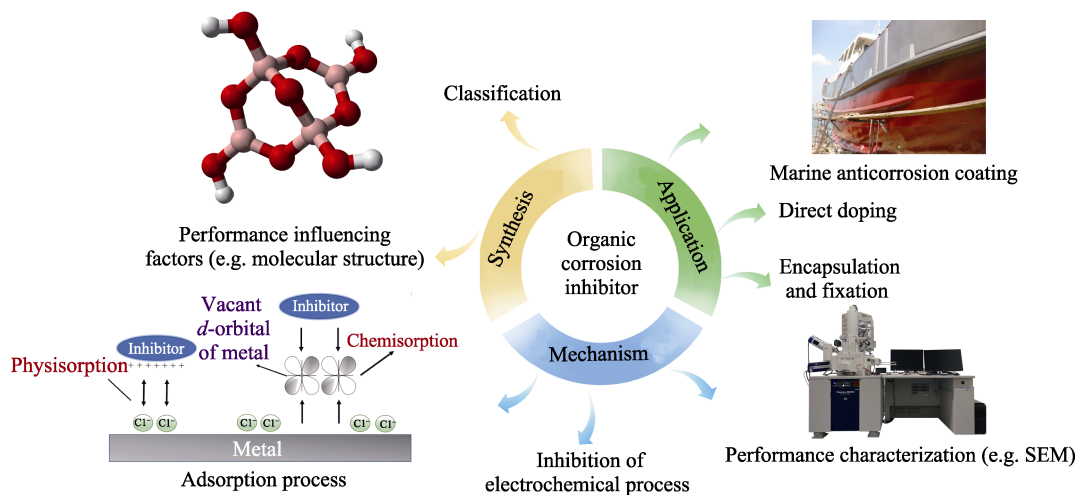 Classification
Performance influencing
factors (e.g. molecular structure)
Synthesis
Application
Mechanism
Organic
corrosion
inhibitor
Marine anticorrosion coating
Direct doping
Encapsulation
and fixation
Vacant
d-orbital
of metal
Inhibitor
Chemisorption
Inhibitor
Physisorption
++++++
Cl⁻ Cl⁻ Cl⁻ Cl⁻ Cl⁻ Cl⁻
Metal
Adsorption process
Inhibition of
electrochemical process
Performance characterization (e.g. SEM)